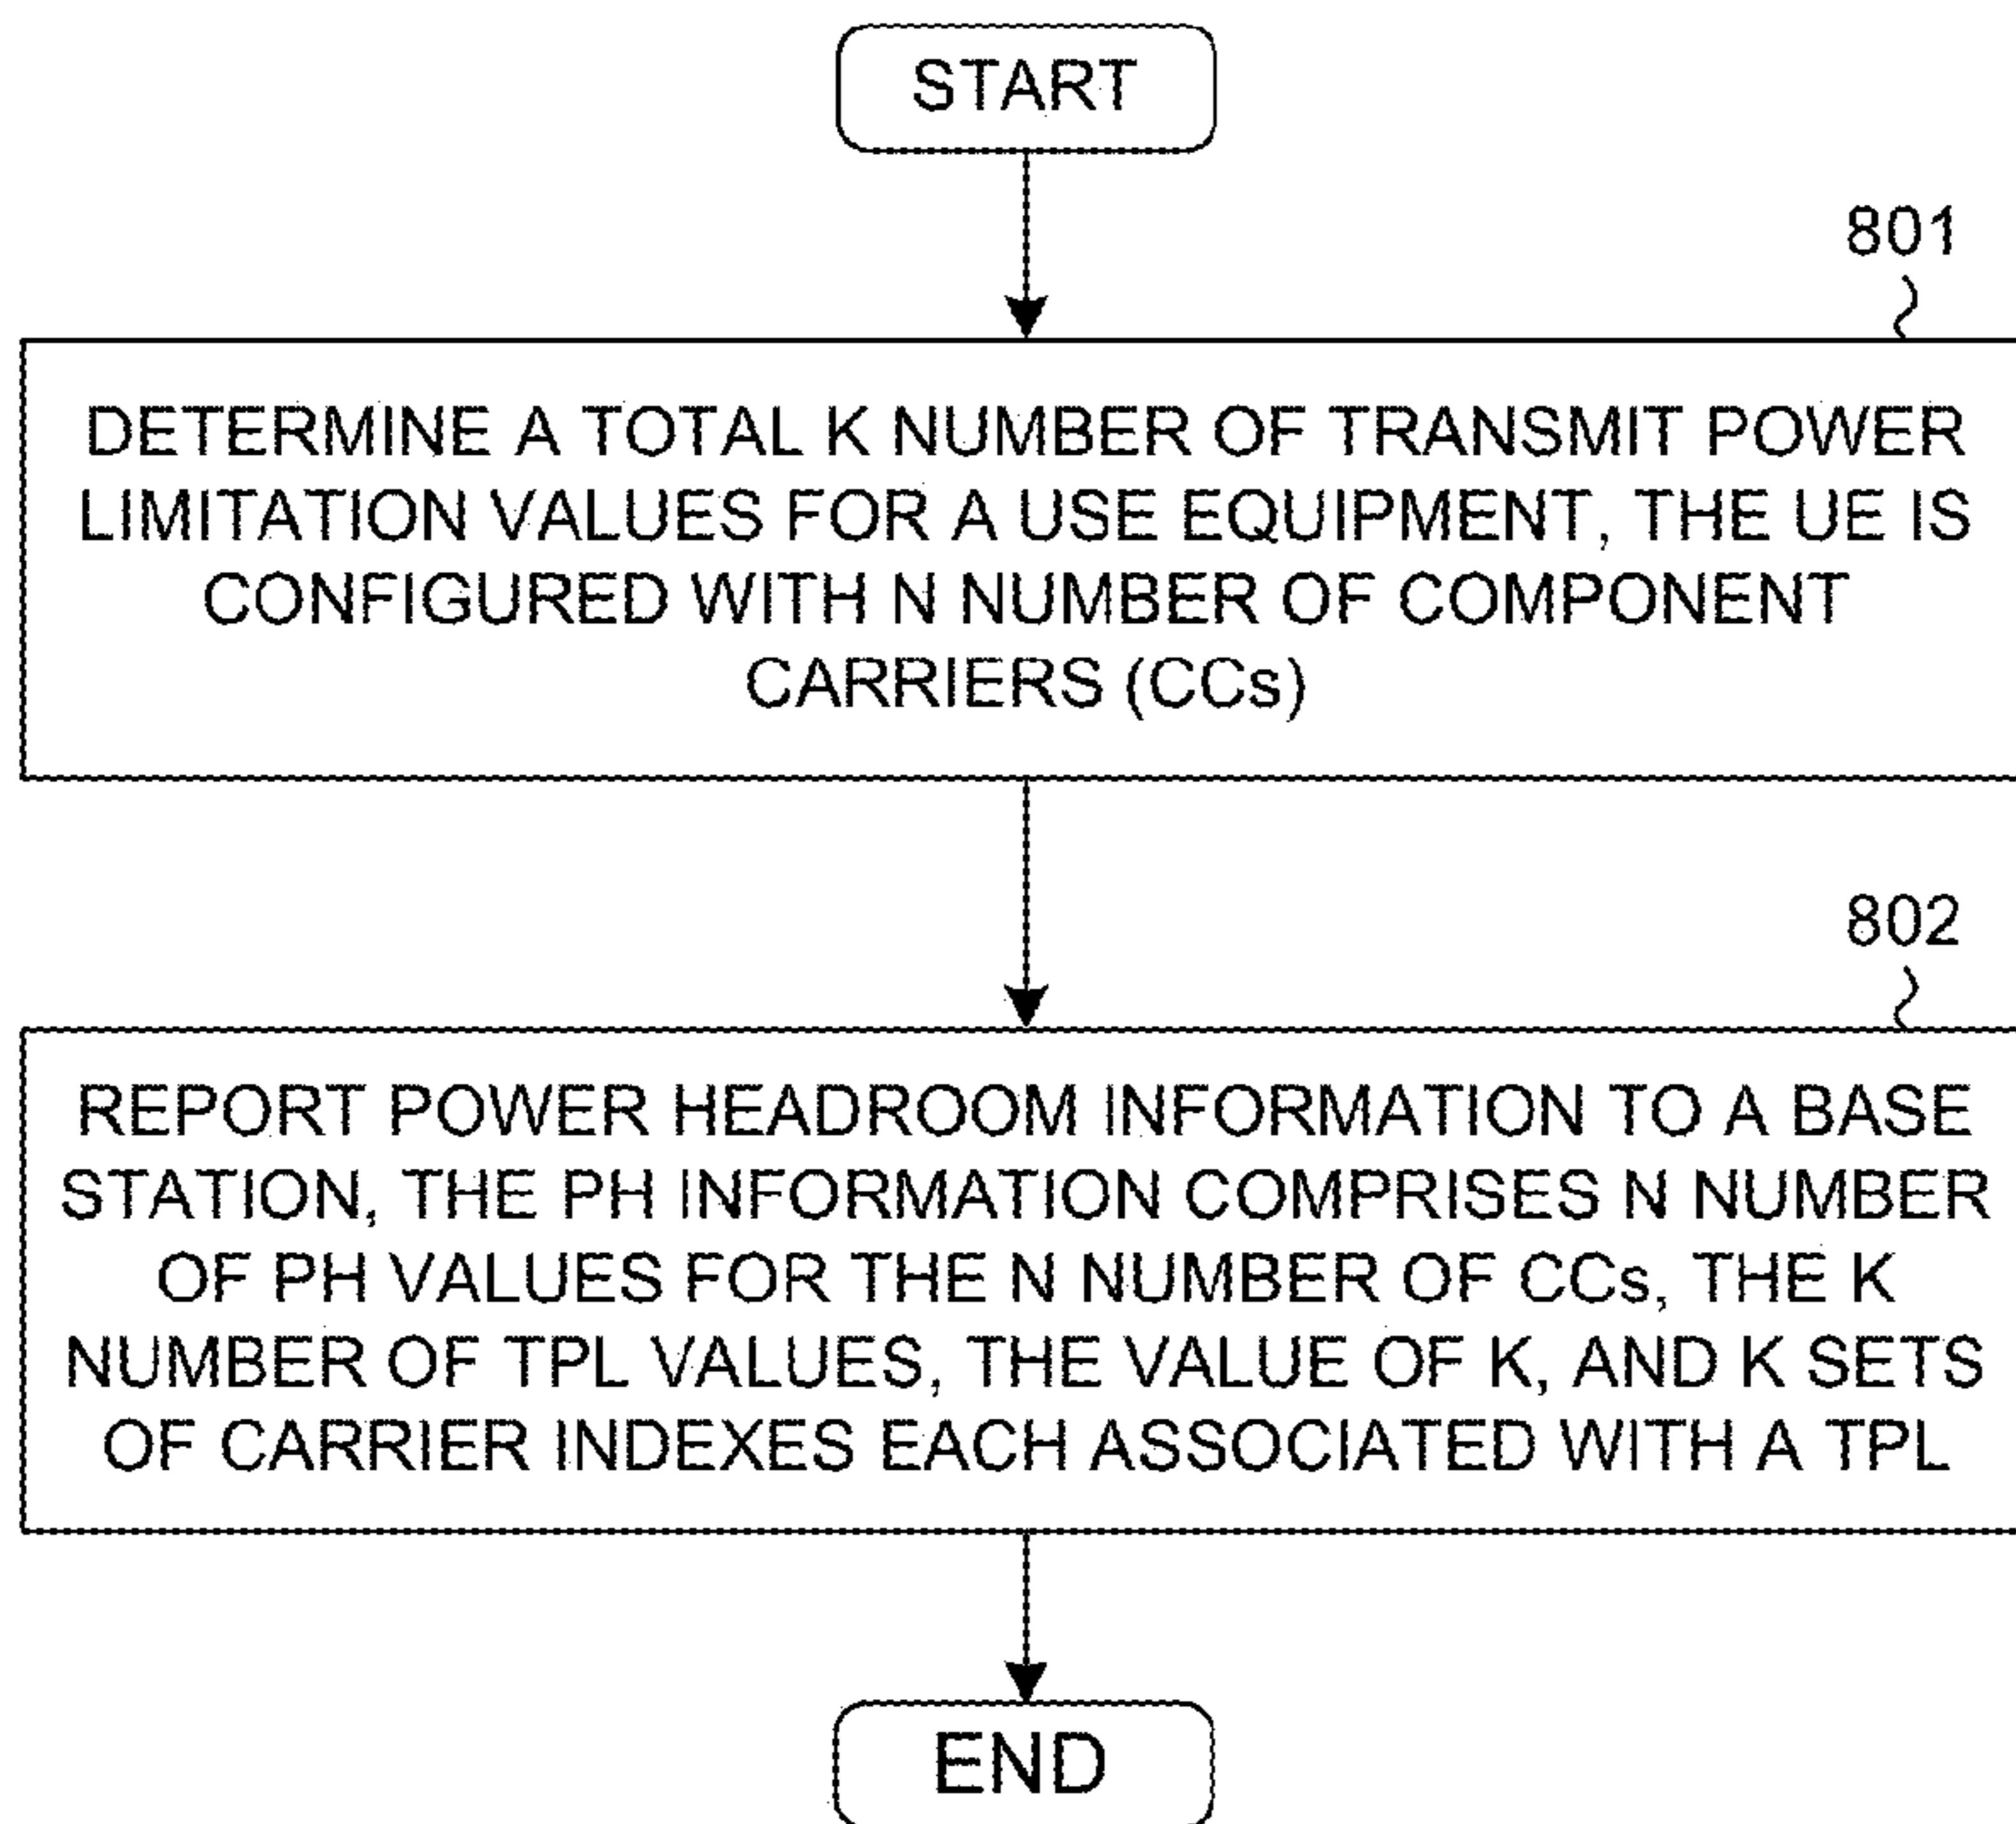 START
801
DETERMINE A TOTAL K NUMBER OF TRANSMIT POWER
LIMITATION VALUES FOR A USE EQUIPMENT, THE UE IS
CONFIGURED WITH N NUMBER OF COMPONENT
CARRIERS (CCs)
802
REPORT POWER HEADROOM INFORMATION TO A BASE
STATION, THE PH INFORMATION COMPRISES N NUMBER
OF PH VALUES FOR THE N NUMBER OF CCs, THE K
NUMBER OF TPL VALUES, THE VALUE OF K, AND K SETS
OF CARRIER INDEXES EACH ASSOCIATED WITH A TPL
END